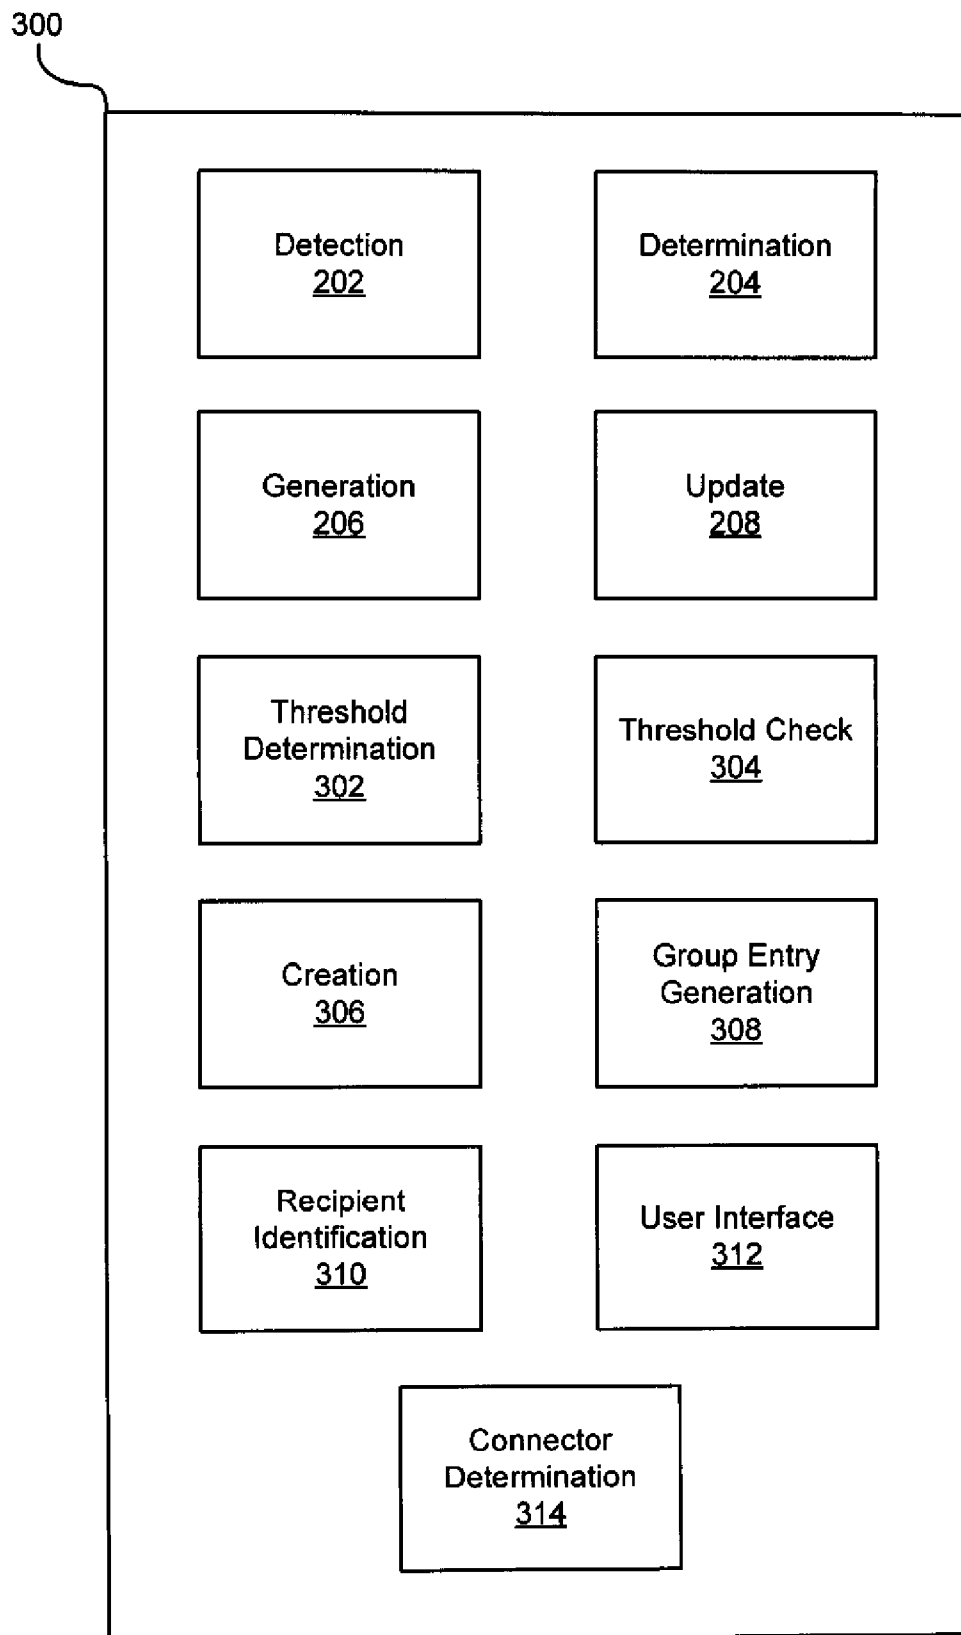 300
Detection
202
Determination
204
Generation
206
Update
208
Threshold
Determination
302
Threshold Check
304
Creation
306
Group Entry
Generation
308
Recipient
Identification
310
User Interface
312
Connector
Determination
314